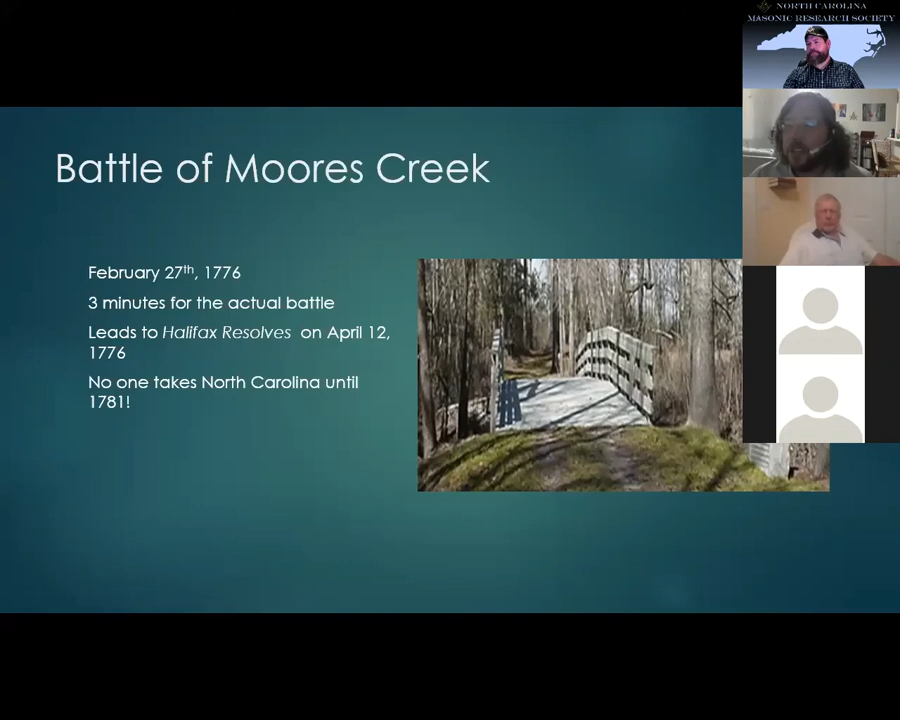 NORTH CAROLINA
MASONIC RESEARCH SOCIETY
Battle of Moores Creek
February 27th, 1776
3 minutes for the actual battle
Leads to Halifax Resolves on April 12,
1776
No one takes North Carolina until
1781!